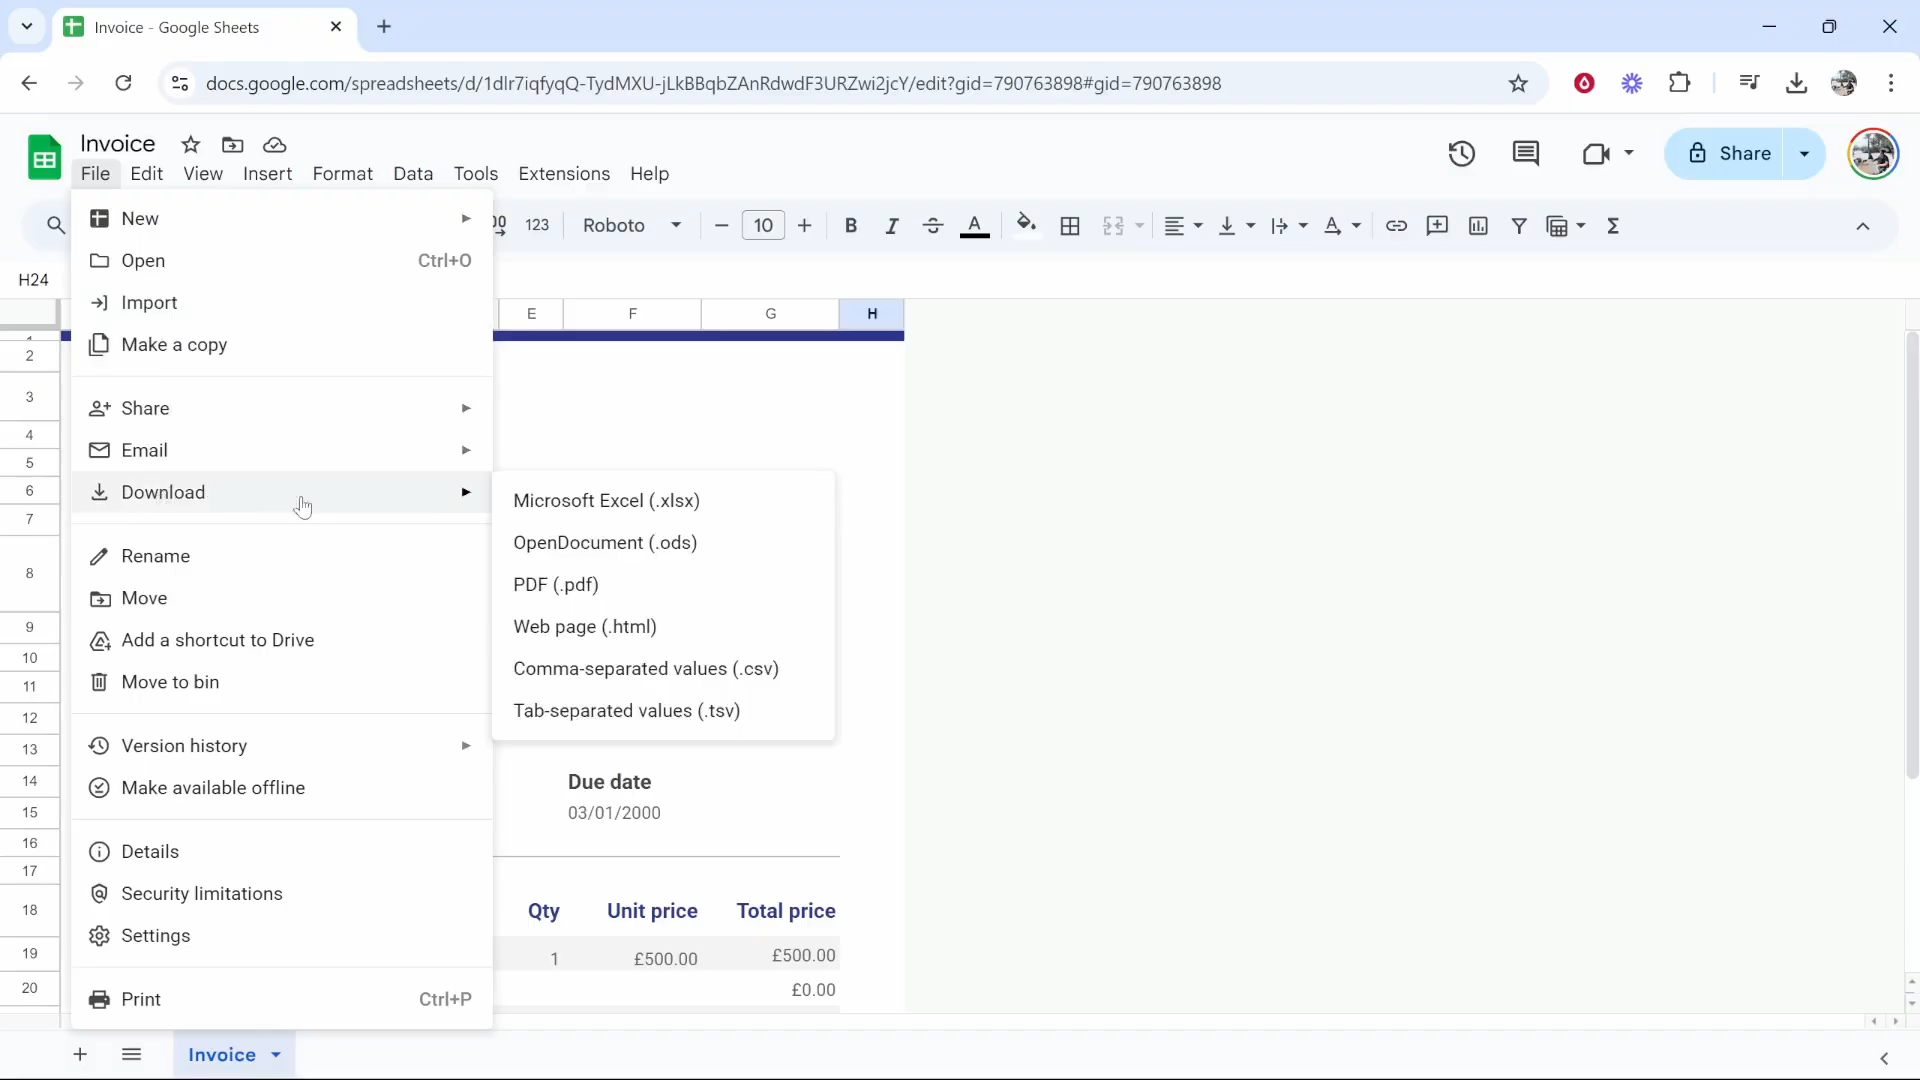 Invoice - Google Sheets
docs.google.com/spreadsheets/d/1dlr7iqfyqQ-TydMXU-jLkBBqbZAnRdwdF3URZwi2jcY/edit?gid=790763898#gid=790763898
Invoice
File Edit View Insert Format Data Tools Extensions Help
Share
123 Roboto 10 B I A
H24
New
Open Ctrl+O
Import
Make a copy
Share
Email
Download
Rename
Move
Add a shortcut to Drive
Move to bin
Version history
Make available offline
Details
Security limitations
Settings
Print Ctrl+P
Microsoft Excel (.xlsx)
OpenDocument (.ods)
PDF (.pdf)
Web page (.html)
Comma-separated values (.csv)
Tab-separated values (.tsv)
E F G H
2
3
4
5
6
7
8
9
10
11
12
13
14
15
16
17
18
19
20
Due date
03/01/2000
Qty Unit price Total price
1 £500.00 £500.00
£0.00
Invoice